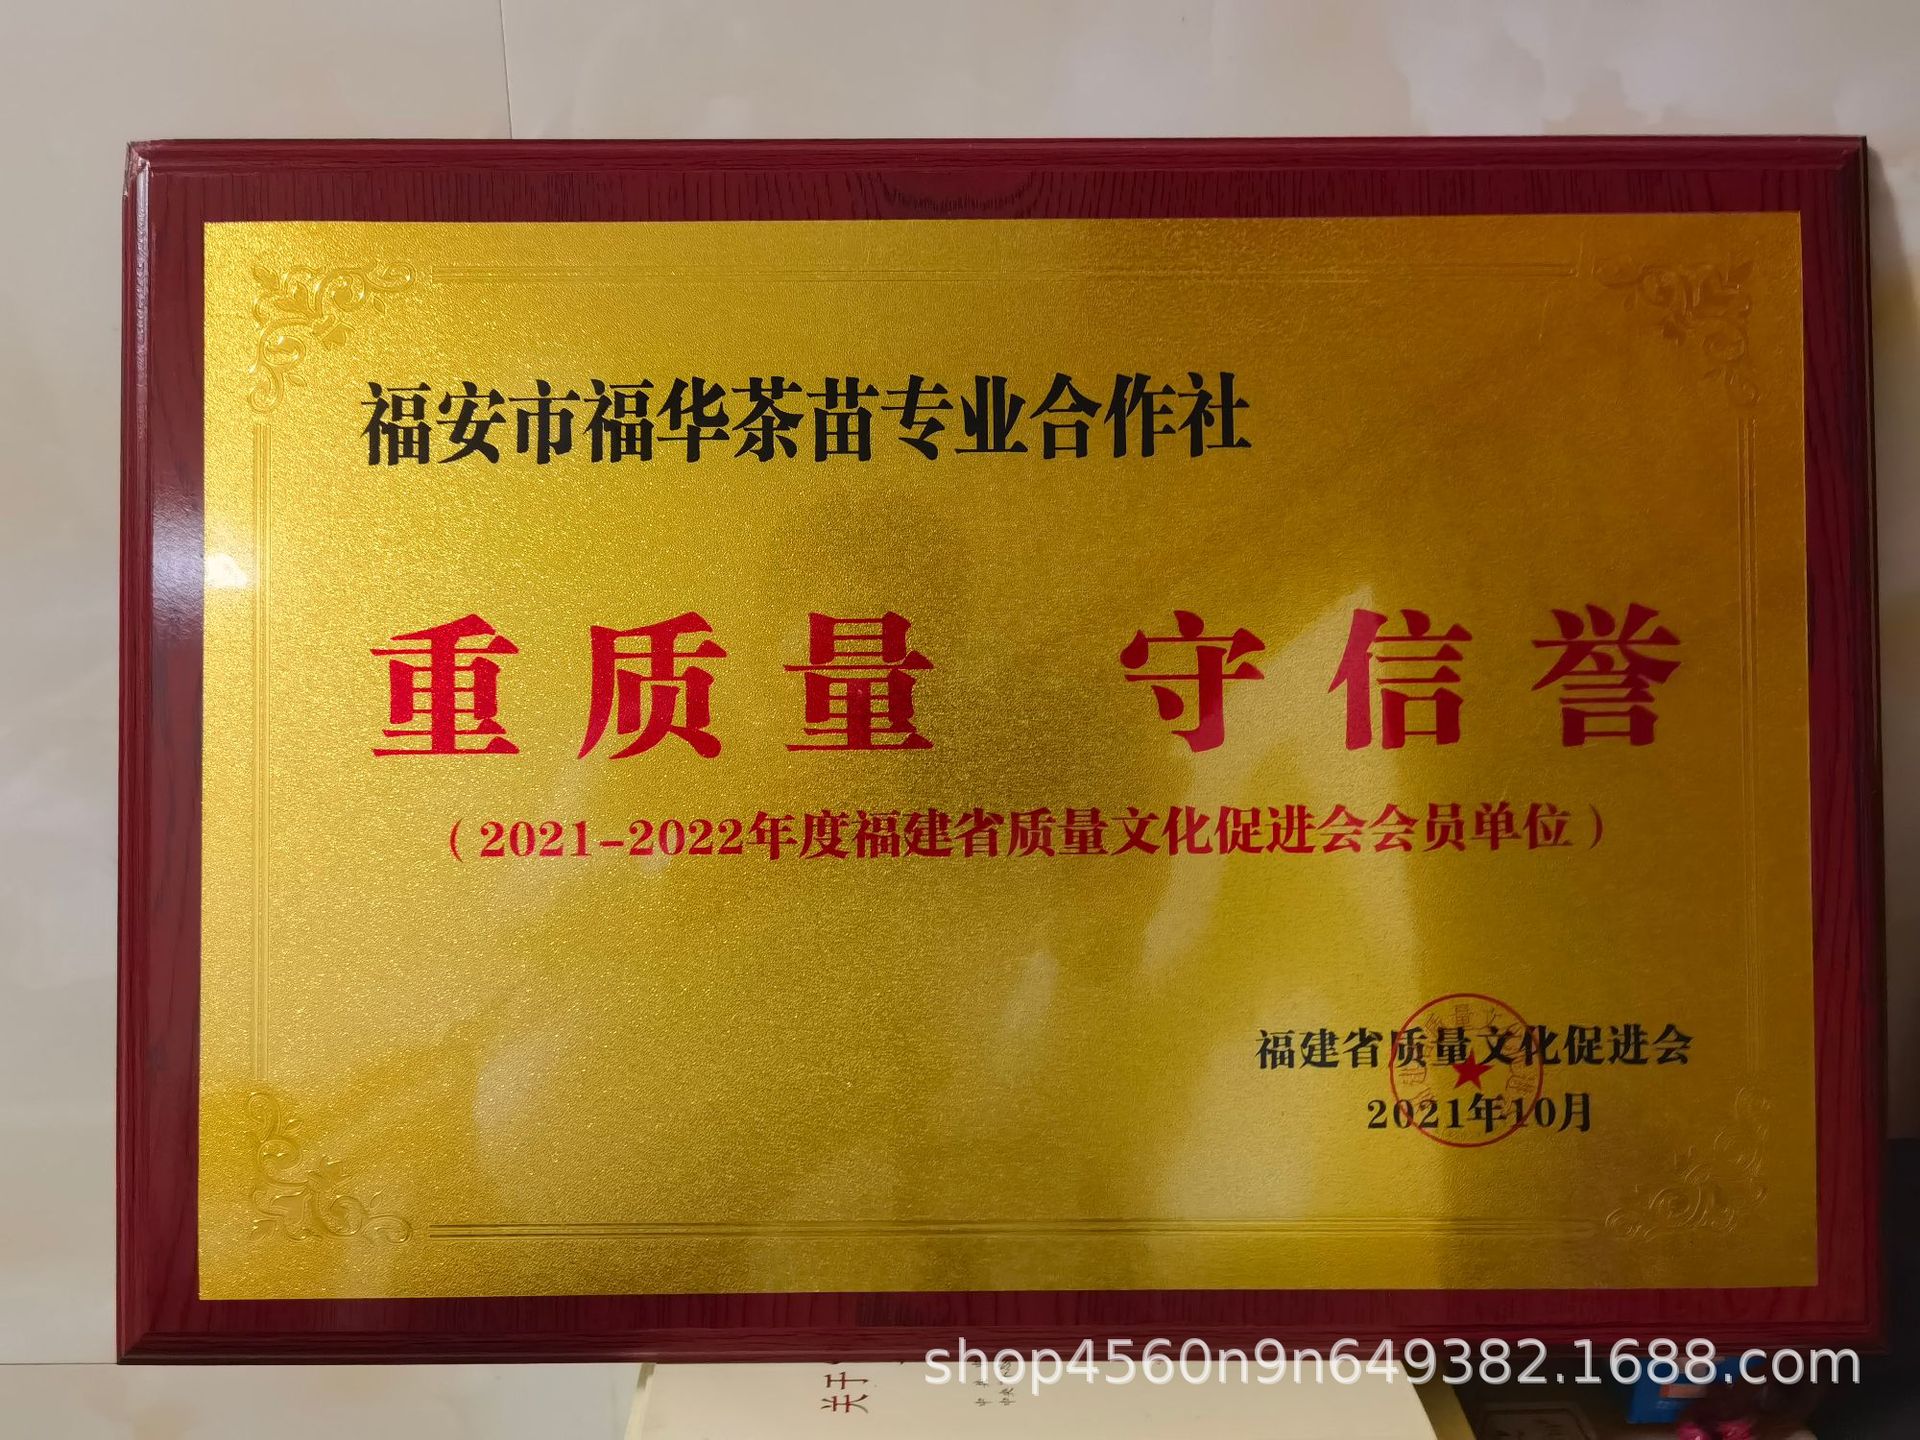 福安市福华茶苗专业合作社
重质量 守信誉
（2021-2022年度福建省质量文化促进会会员单位）
福建省质量文化促进会
2021年10月
shop4560n9n649382.1688.com
关于